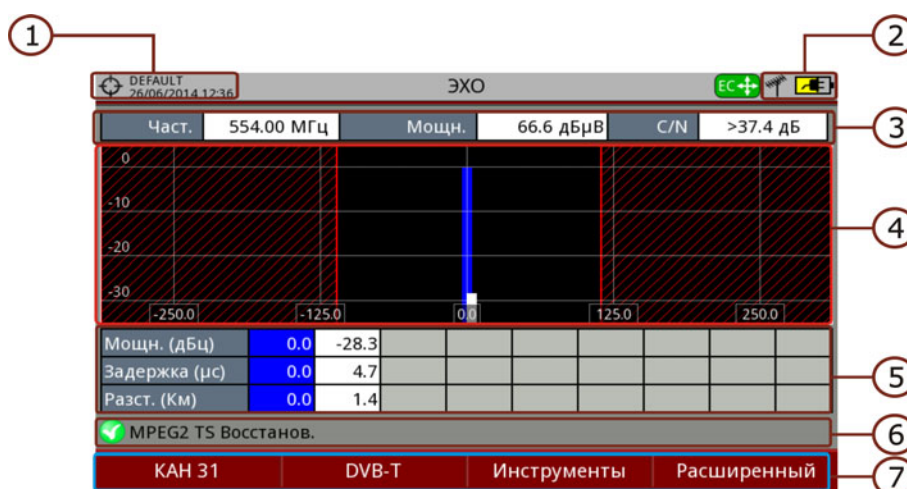 1
2
DEFAULT
26/06/2014 12:36
ЭХО
EC
Част. 554.00 МГц Мощн. 66.6 дБµВ C/N >37.4 дБ
3
0
-10
4
-20
-30
-250.0 -125.0 0.0 125.0 250.0
Мощн. (дБц) 0.0 -28.3
Задержка (µс) 0.0 4.7
5
Разст. (Км) 0.0 1.4
MPEG2 TS Восстанов.
6
КАН 31 DVB-T Инструменты Расширенный
7